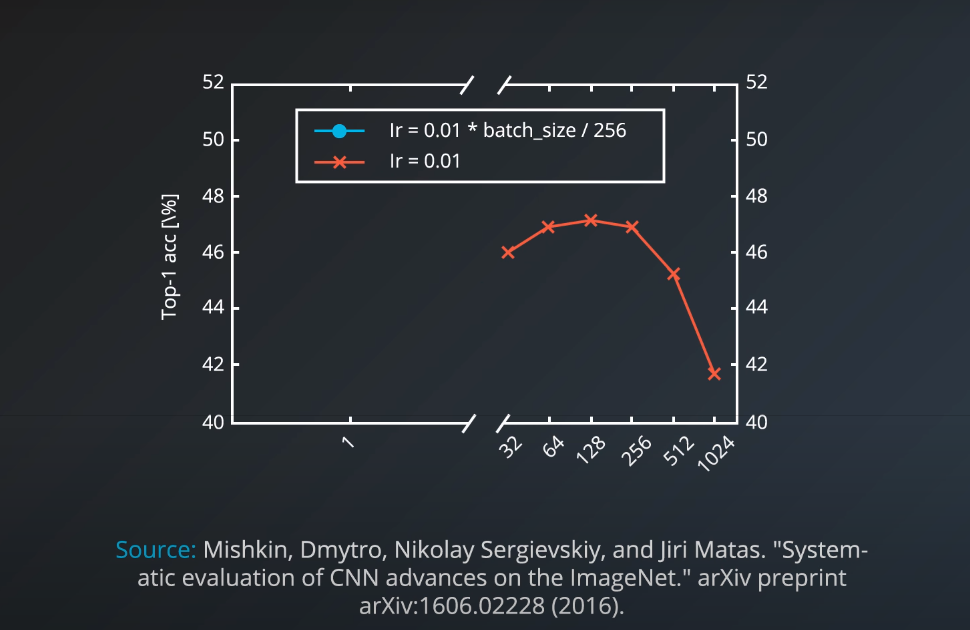 52 52
lr = 0.01 * batch_size / 256
50 50
lr = 0.01
48 48
Top-1 acc [\%]
46 46
44 44
42 42
40 40
1 32 64 128 256 512 1024
Source: Mishkin, Dmytro, Nikolay Sergievskiy, and Jiri Matas. "System-
atic evaluation of CNN advances on the ImageNet." arXiv preprint
arXiv:1606.02228 (2016).